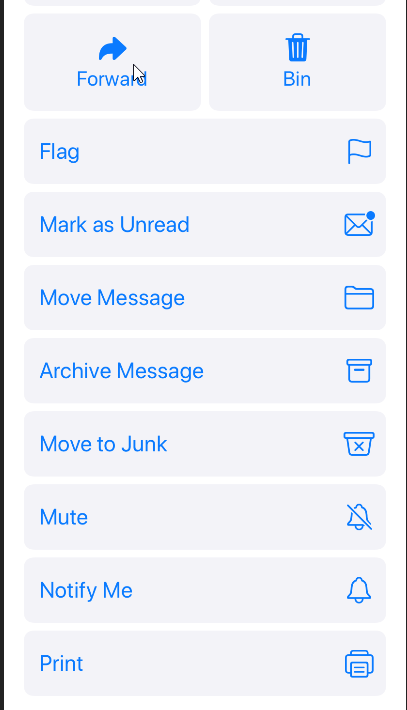 Forward
Bin
Flag
Mark as Unread
Move Message
Archive Message
Move to Junk
Mute
Notify Me
Print